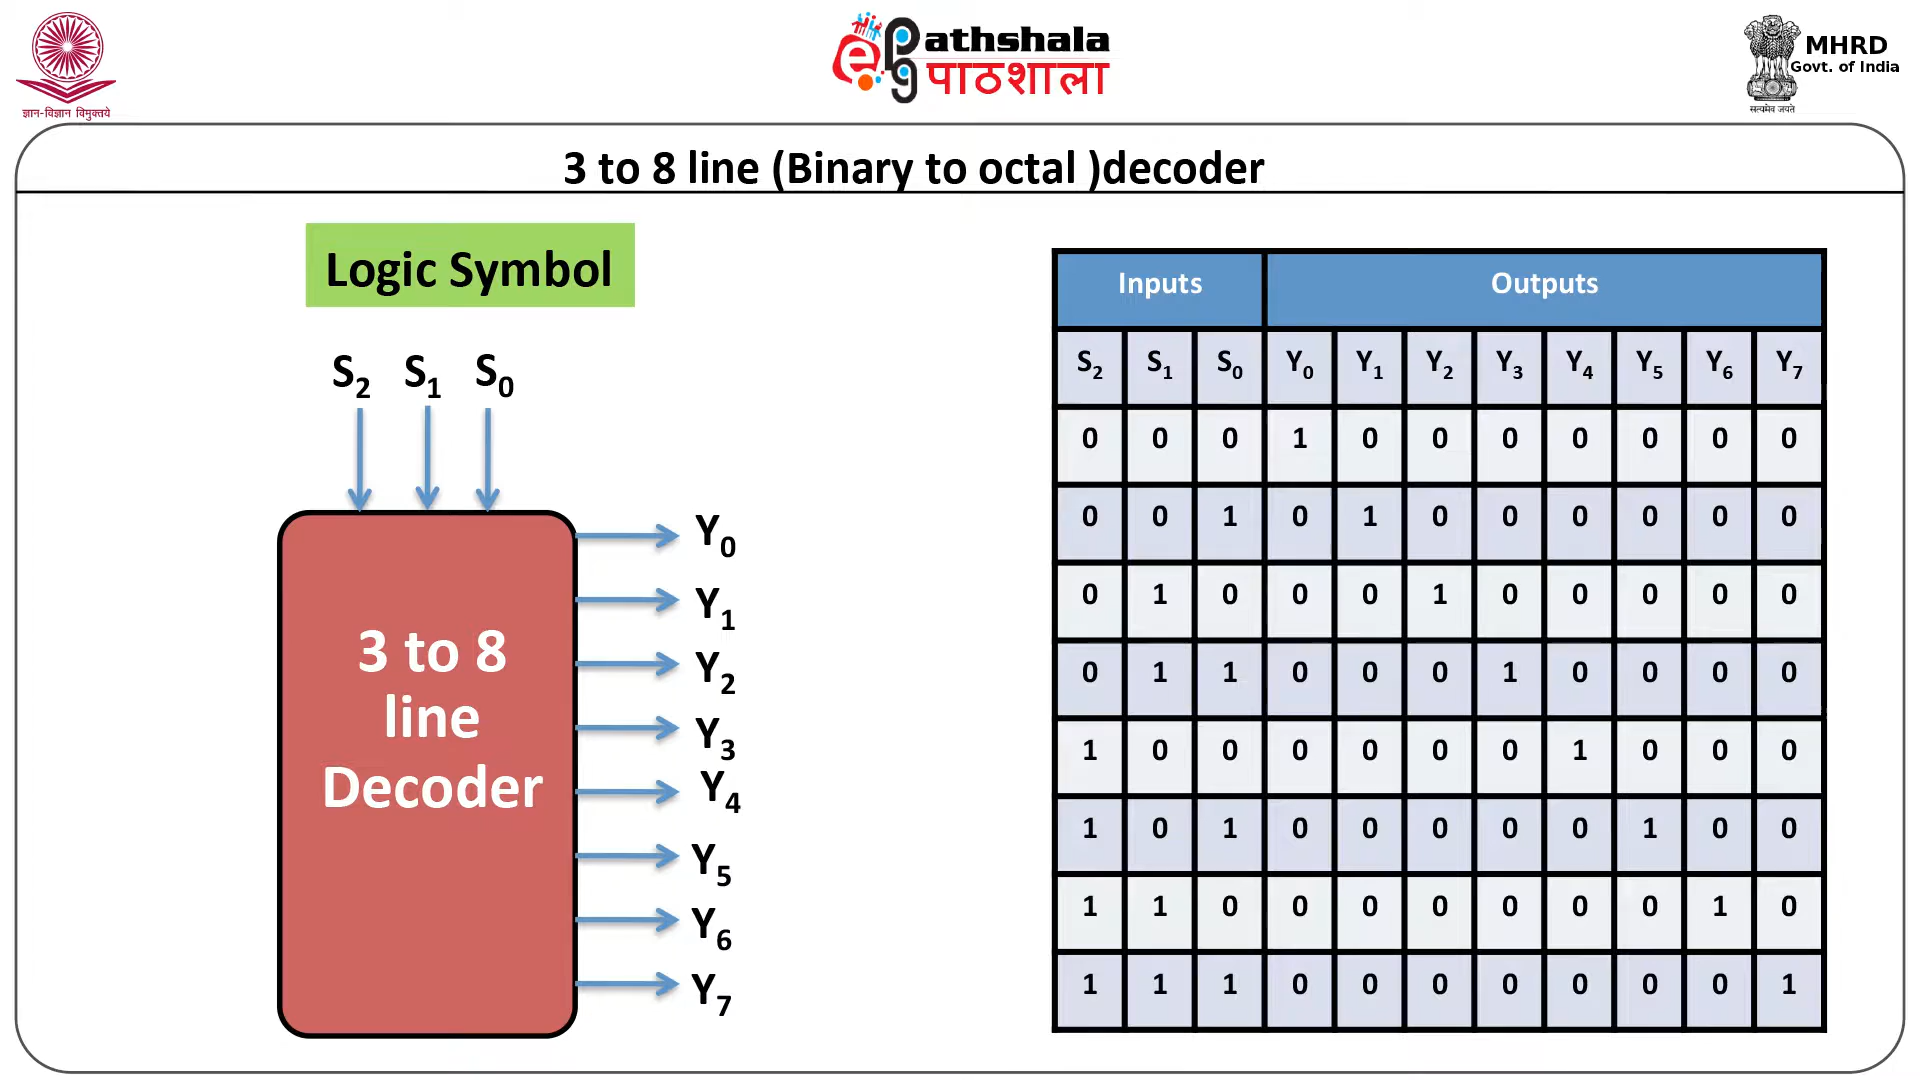 ज्ञान-विज्ञान विमुक्तये
ePathshala
पाठशाला
pg
MHRD
Govt. of India
सत्यमेव जयते
3 to 8 line (Binary to octal )decoder
Logic Symbol
S2 S1 S0
3 to 8
line
Decoder
Y0
Y1
Y2
Y3
Y4
Y5
Y6
Y7
Inputs Outputs
S2 S1 S0 Y0 Y1 Y2 Y3 Y4 Y5 Y6 Y7
0 0 0 1 0 0 0 0 0 0 0
0 0 1 0 1 0 0 0 0 0 0
0 1 0 0 0 1 0 0 0 0 0
0 1 1 0 0 0 1 0 0 0 0
1 0 0 0 0 0 0 1 0 0 0
1 0 1 0 0 0 0 0 1 0 0
1 1 0 0 0 0 0 0 0 1 0
1 1 1 0 0 0 0 0 0 0 1